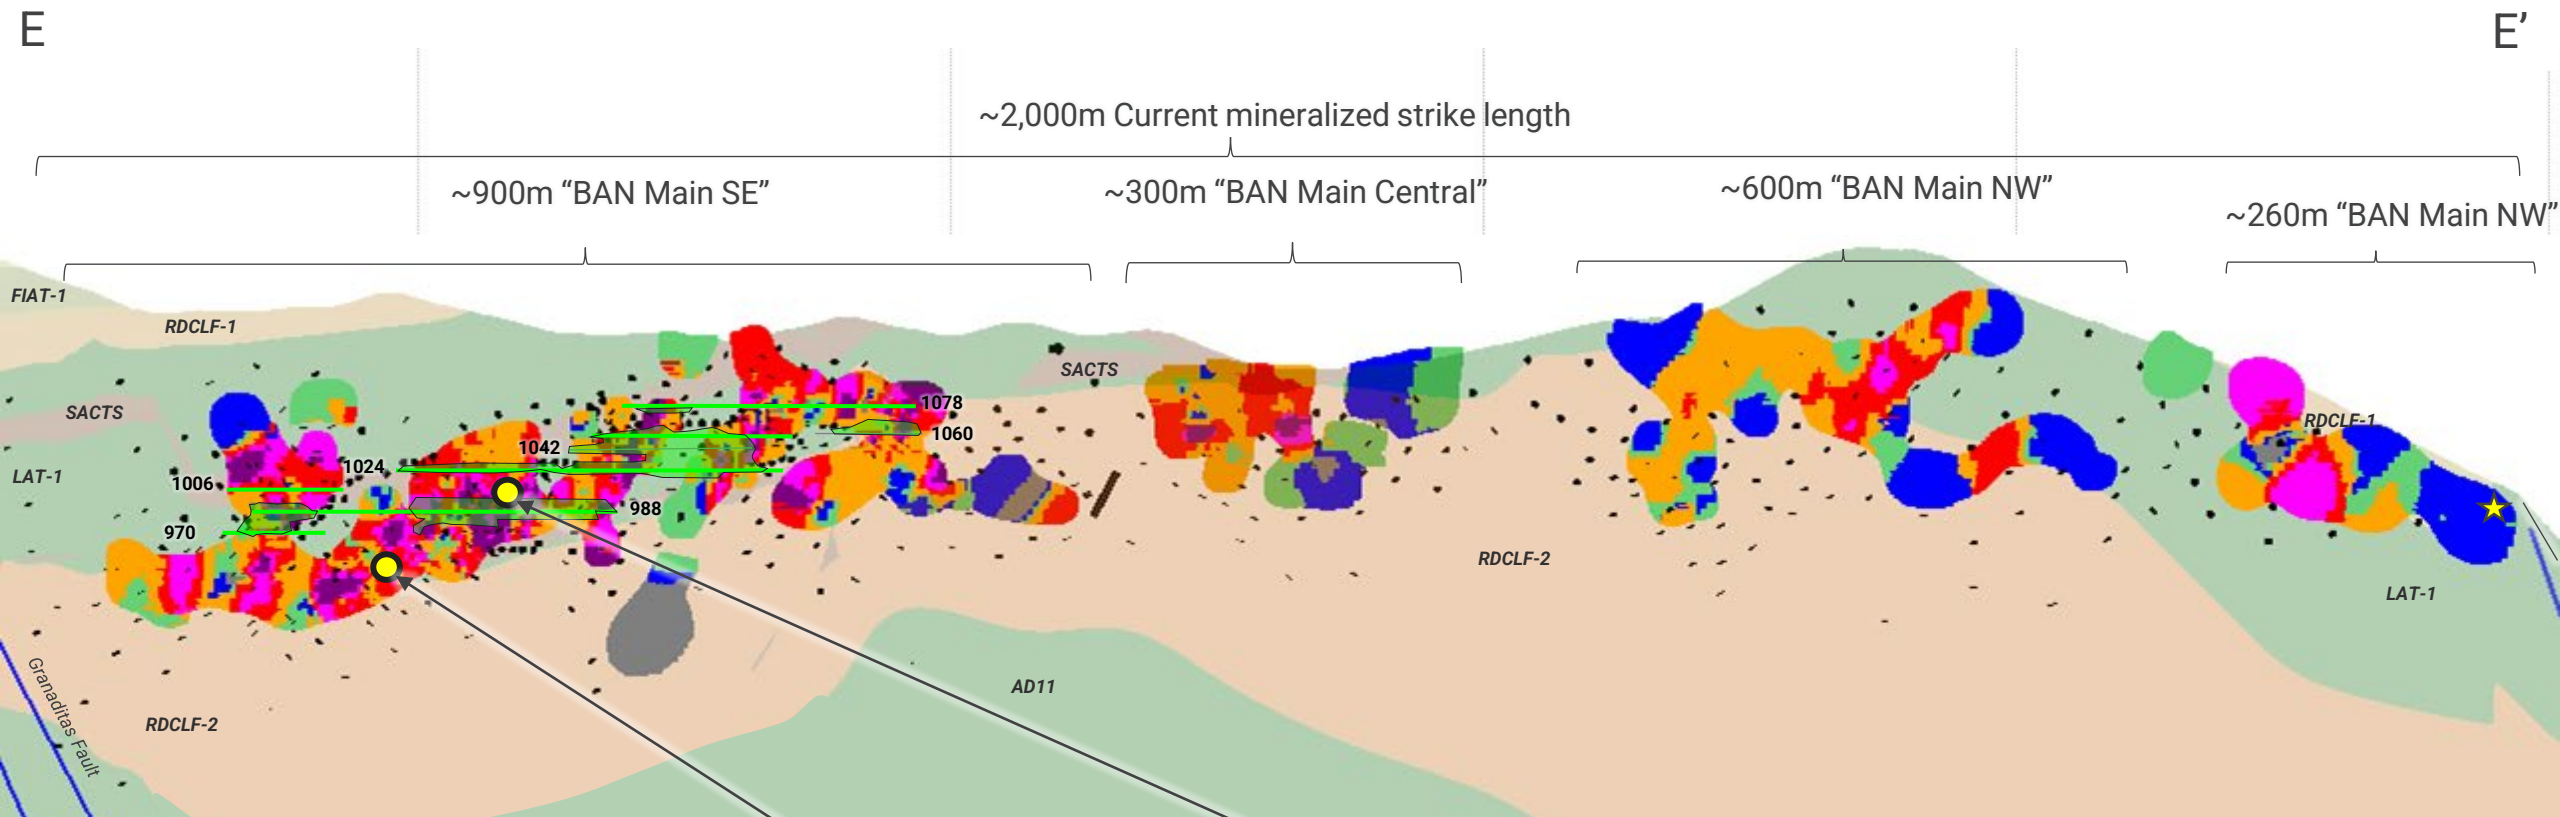 E
E’
~2,000m Current mineralized strike length
~900m “BAN Main SE”
~300m “BAN Main Central”
~600m “BAN Main NW”
~260m “BAN Main NW”
FIAT-1
RDCLF-1
SACTS
SACTS
LAT-1
1078
1060
1042
1024
1006
988
970
RDCLF-1
RDCLF-2
LAT-1
AD11
Granaditas Fault
RDCLF-2